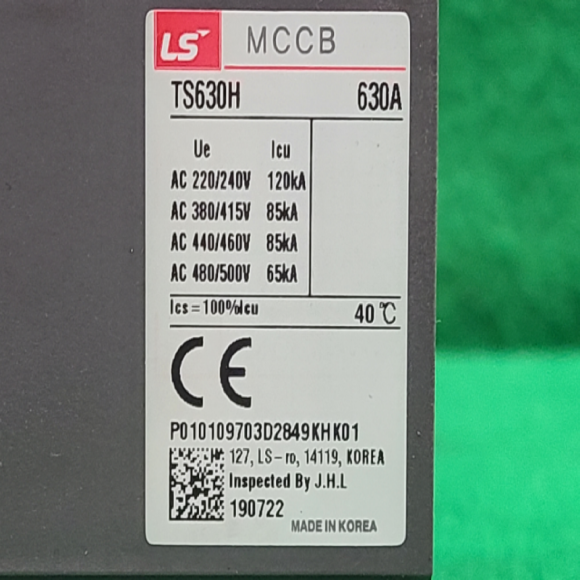 LS MCCB
TS630H 630A
Ue Icu
AC 220/240V 120kA
AC 380/415V 85kA
AC 440/460V 85kA
AC 480/500V 65kA
Ics=100%Icu 40℃
CE
P010109703D2849KHK01
127, LS-ro, 14119, KOREA
Inspected By J.H.L
190722
MADE IN KOREA